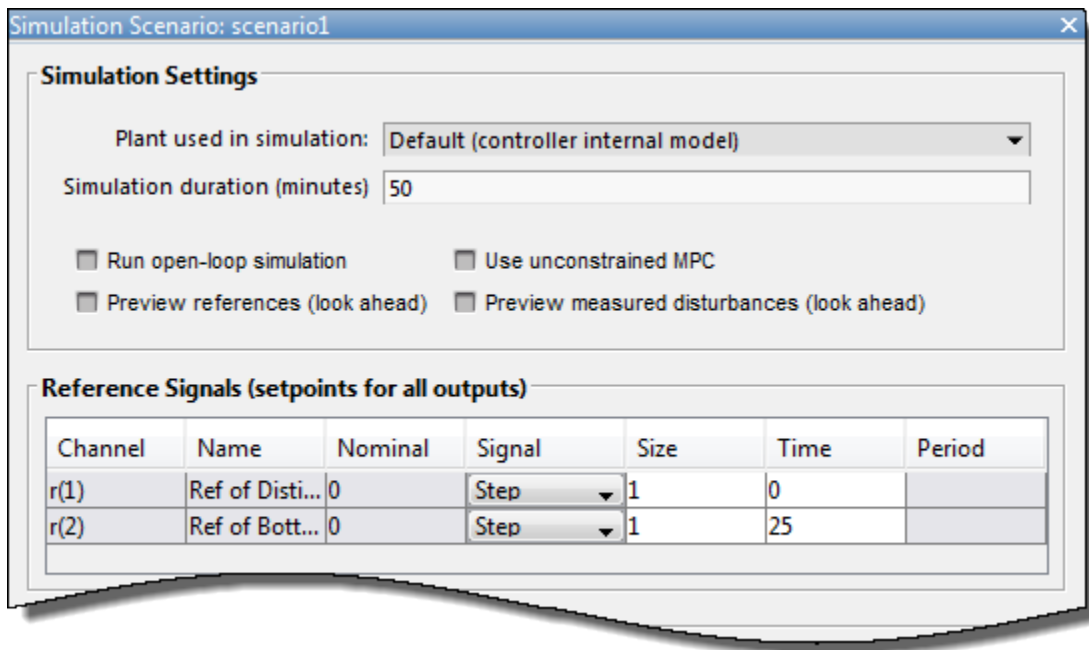 Simulation Scenario: scenario1
Simulation Settings
Plant used in simulation: Default (controller internal model)
Simulation duration (minutes) 50
Run open-loop simulation Use unconstrained MPC
Preview references (look ahead) Preview measured disturbances (look ahead)
Reference Signals (setpoints for all outputs)
Channel Name Nominal Signal Size Time Period
r(1) Ref of Disti... 0 Step 1 0
r(2) Ref of Bott... 0 Step 1 25